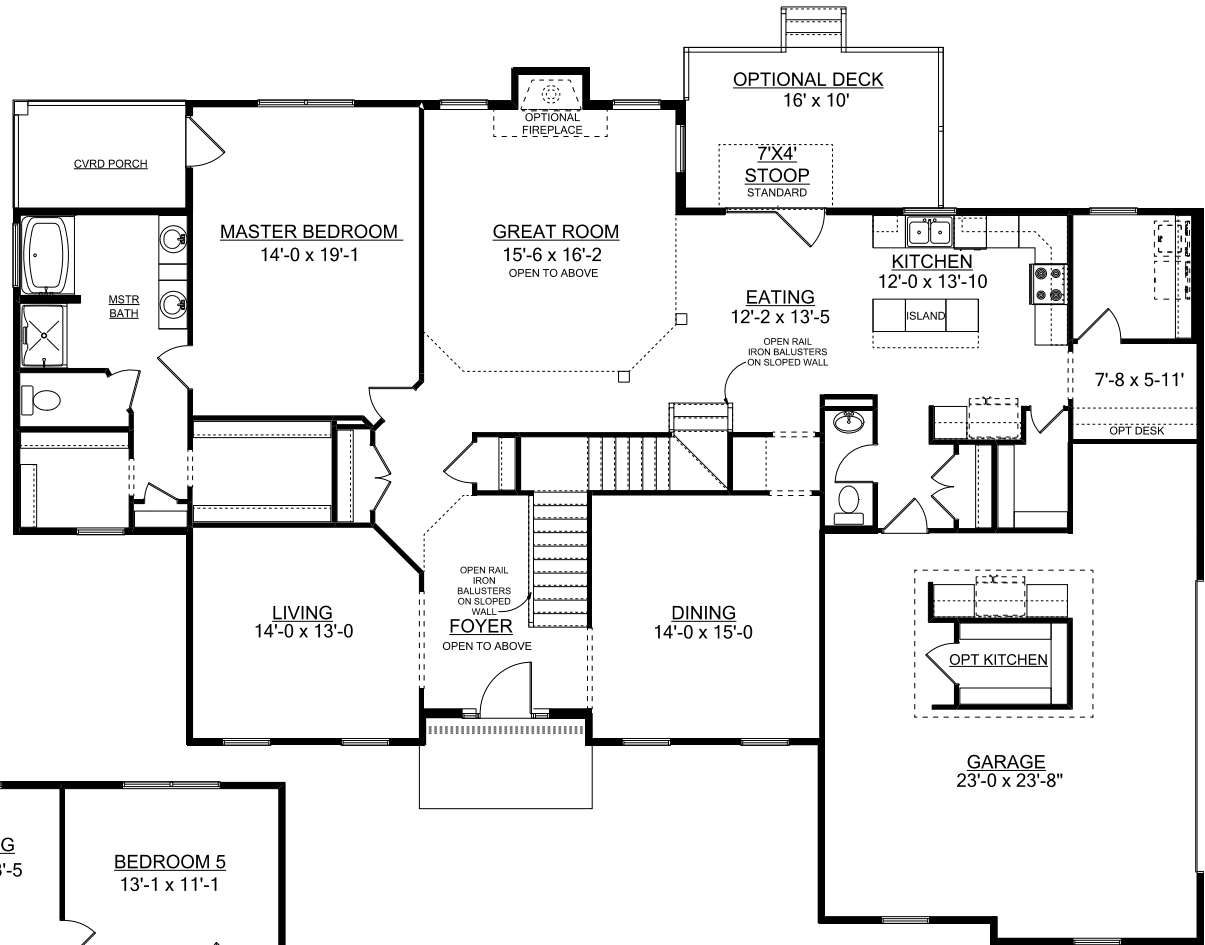 OPTIONAL DECK
16' x 10'
OPTIONAL
FIREPLACE
7'X4'
STOOP
STANDARD
CVRD PORCH
MASTER BEDROOM
14'-0 x 19'-1
GREAT ROOM
15'-6 x 16'-2
OPEN TO ABOVE
KITCHEN
12'-0 x 13'-10
ISLAND
EATING
12'-2 x 13'-5
MSTR
BATH
OPEN RAIL
IRON BALUSTERS
ON SLOPED WALL
7'-8 x 5-11'
OPT DESK
OPEN RAIL
IRON
BALUSTERS
ON SLOPED
WALL
LIVING
14'-0 x 13'-0
FOYER
OPEN TO ABOVE
DINING
14'-0 x 15'-0
OPT KITCHEN
GARAGE
23'-0 x 23'-8"
G
'-5
BEDROOM 5
13'-1 x 11'-1